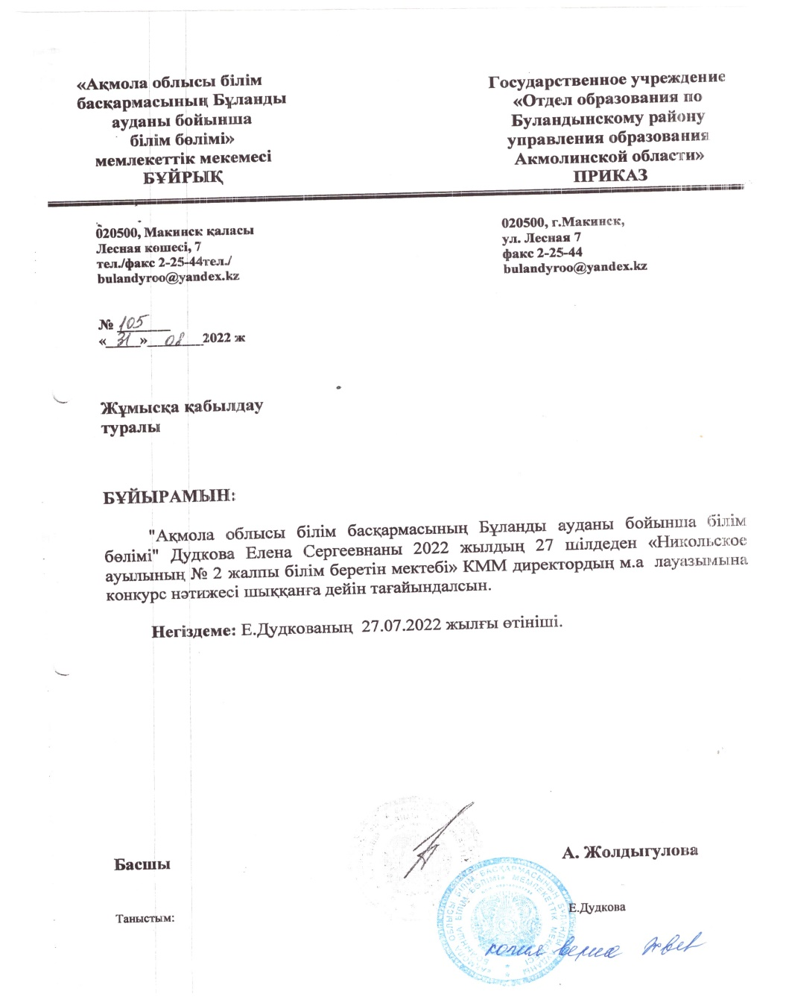 «Ақмола облысы білім
басқармасының Бұланды
ауданы бойынша
білім бөлімі»
мемлекеттік мекемесі
БҰЙРЫҚ
Государственное учреждение
«Отдел образования по
Буландынскому району
управления образования
Акмолинской области»
ПРИКАЗ
020500, Макинск қаласы
Лесная көшесі, 7
тел./факс 2-25-44тел./
bulandyroo@yandex.kz
020500, г.Макинск,
ул. Лесная 7
факс 2-25-44
bulandyroo@yandex.kz
№ 105
«31» 08 2022 ж
Жұмысқа қабылдау
туралы
БҰЙЫРАМЫН:
"Ақмола облысы білім басқармасының Бұланды ауданы бойынша білім
бөлімі" Дудкова Елена Сергеевнаны 2022 жылдың 27 шілдеден «Никольское
ауылының № 2 жалпы білім беретін мектебі» КММ директордың м.а лауазымына
конкурс нәтижесі шыққанға дейін тағайындалсын.
Негіздеме: Е.Дудкованың 27.07.2022 жылғы өтініші.
Басшы
А. Жолдыгулова
Таныстым:
Е.Дудкова
копия верна